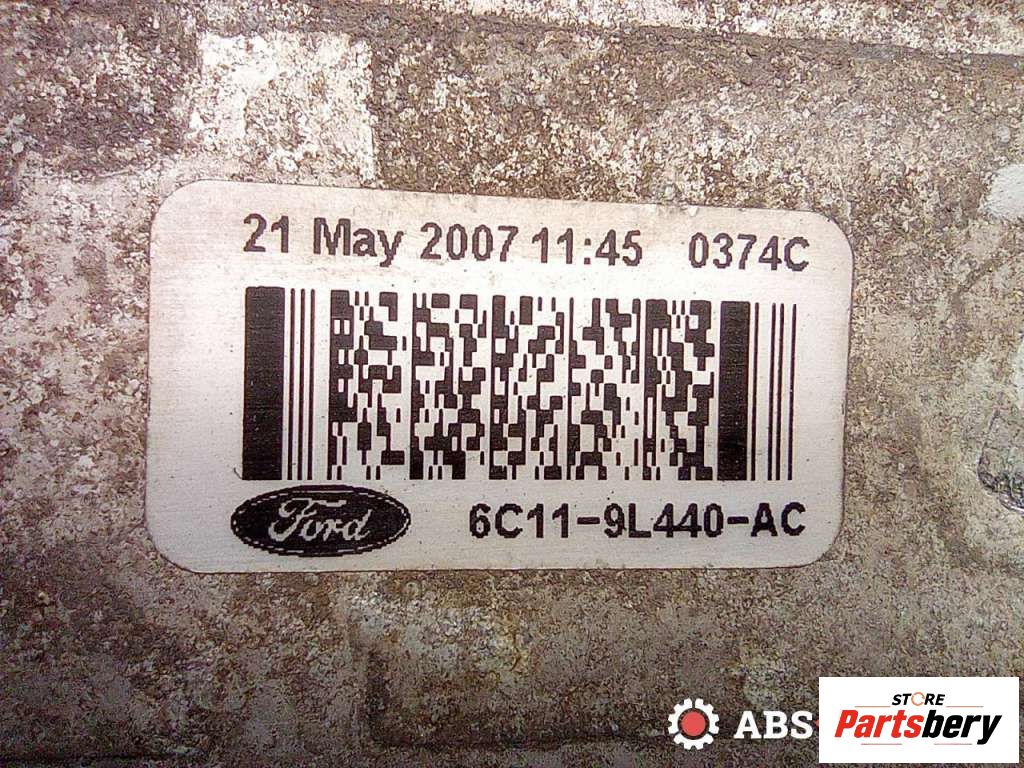 21 May 2007 11:45 0374C
Ford
6C11-9L440-AC
ABS
STORE
Partsbery